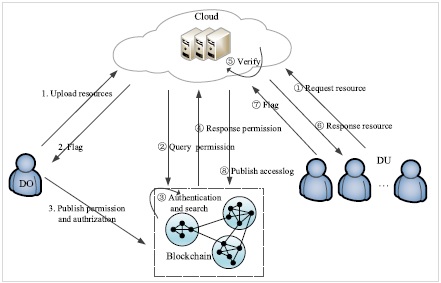 Cloud
⑤ Verify
1. Upload resources
① Request resource
⑦ Flag
④ Response permission
⑥ Response resource
2. Flag
② Query permission
⑧ Publish accesslog
DU
DO
...
③ Authentication
and search
3. Publish permission
and authrization
Blockchain